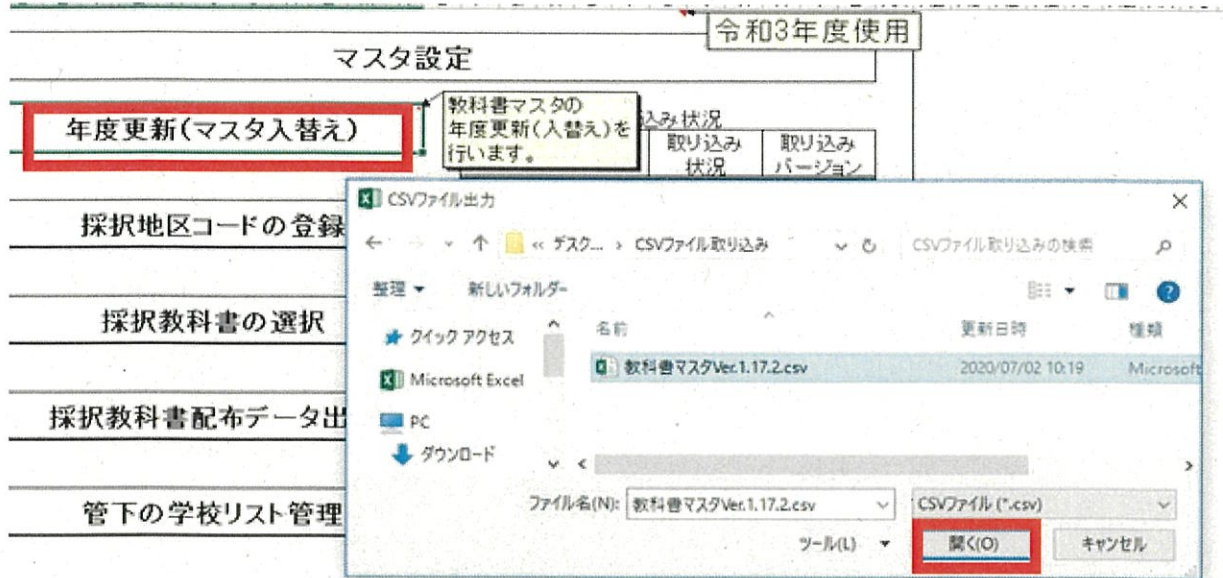 令和3年度使用
マスタ設定
年度更新(マスタ入替え)
教科書マスタの
年度更新(入替え)を
行います。
込み状況
取り込み
状況
取り込み
バージョン
採択地区コードの登録
採択教科書の選択
採択教科書配布データ出
管下の学校リスト管理
CSVファイル出力
« デスク... › CSVファイル取り込み
CSVファイル取り込みの検索
整理 新しいフォルダー
クイック アクセス
Microsoft Excel
PC
ダウンロード
名前 更新日時 種類
教科書マスタVer.1.17.2.csv 2020/07/02 10:19 Microsoft
ファイル名(N): 教科書マスタVer.1.17.2.csv CSVファイル (*.csv)
ツール(L) 開く(O) キャンセル